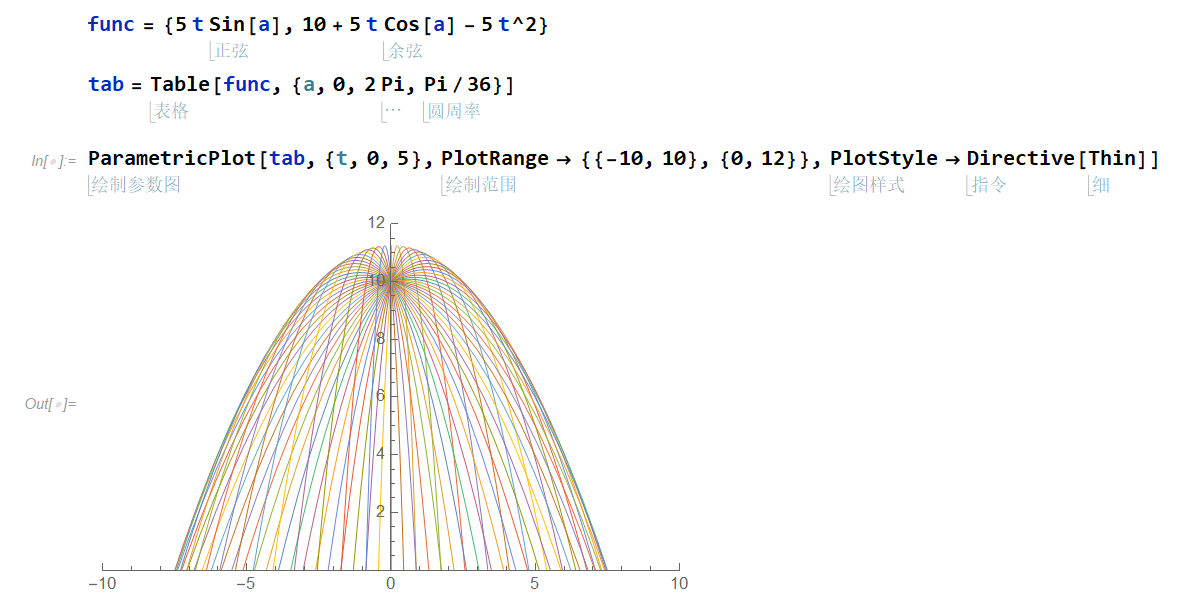 func = {5 t Sin[a], 10 + 5 t Cos[a] - 5 t^2}
正弦 余弦
tab = Table[func, {a, 0, 2 Pi, Pi / 36}]
表格 … 圆周率
In[]:= ParametricPlot[tab, {t, 0, 5}, PlotRange → {{-10, 10}, {0, 12}}, PlotStyle → Directive[Thin]]
绘制参数图 绘制范围 绘图样式 指令 细
12
10
8
6
Out[]=
4
2
-10 -5 0 5 10